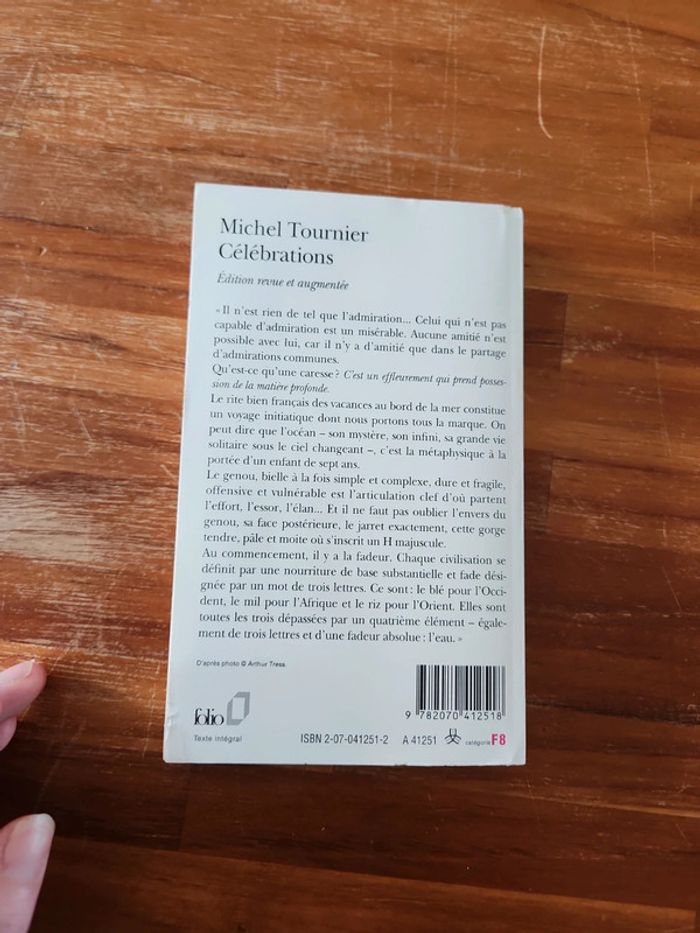 Michel Tournier
Célébrations
Édition revue et augmentée
« Il n'est rien de tel que l'admiration... Celui qui n'est pas
capable d'admiration est un misérable. Aucune amitié n'est
possible avec lui, car il n'y a d'amitié que dans le partage
d'admirations communes.
Qu'est-ce qu'une caresse ? C'est un effleurement qui prend posses-
sion de la matière profonde.
Le rite bien français des vacances au bord de la mer constitue
un voyage initiatique dont nous portons tous la marque. On
peut dire que l'océan – son mystère, son infini, sa grande vie
solitaire sous le ciel changeant –, c'est la métaphysique à la
portée d'un enfant de sept ans.
Le genou, bielle à la fois simple et complexe, dure et fragile,
offensive et vulnérable est l'articulation clef d'où partent
l'effort, l'essor, l'élan... Et il ne faut pas oublier l'envers du
genou, sa face postérieure, le jarret exactement, cette gorge
tendre, pâle et moite où s'inscrit un H majuscule.
Au commencement, il y a la fadeur. Chaque civilisation se
définit par une nourriture de base substantielle et fade dési-
gnée par un mot de trois lettres. Ce sont : le blé pour l'Occi-
dent, le mil pour l'Afrique et le riz pour l'Orient. Elles sont
toutes les trois dépassées par un quatrième élément – égale-
ment de trois lettres et d'une fadeur absolue : l'eau. »
D'après photo © Arthur Tress.
9 782070 412518
folio
Texte intégral
ISBN 2-07-041251-2 A 41251 catégorie F8